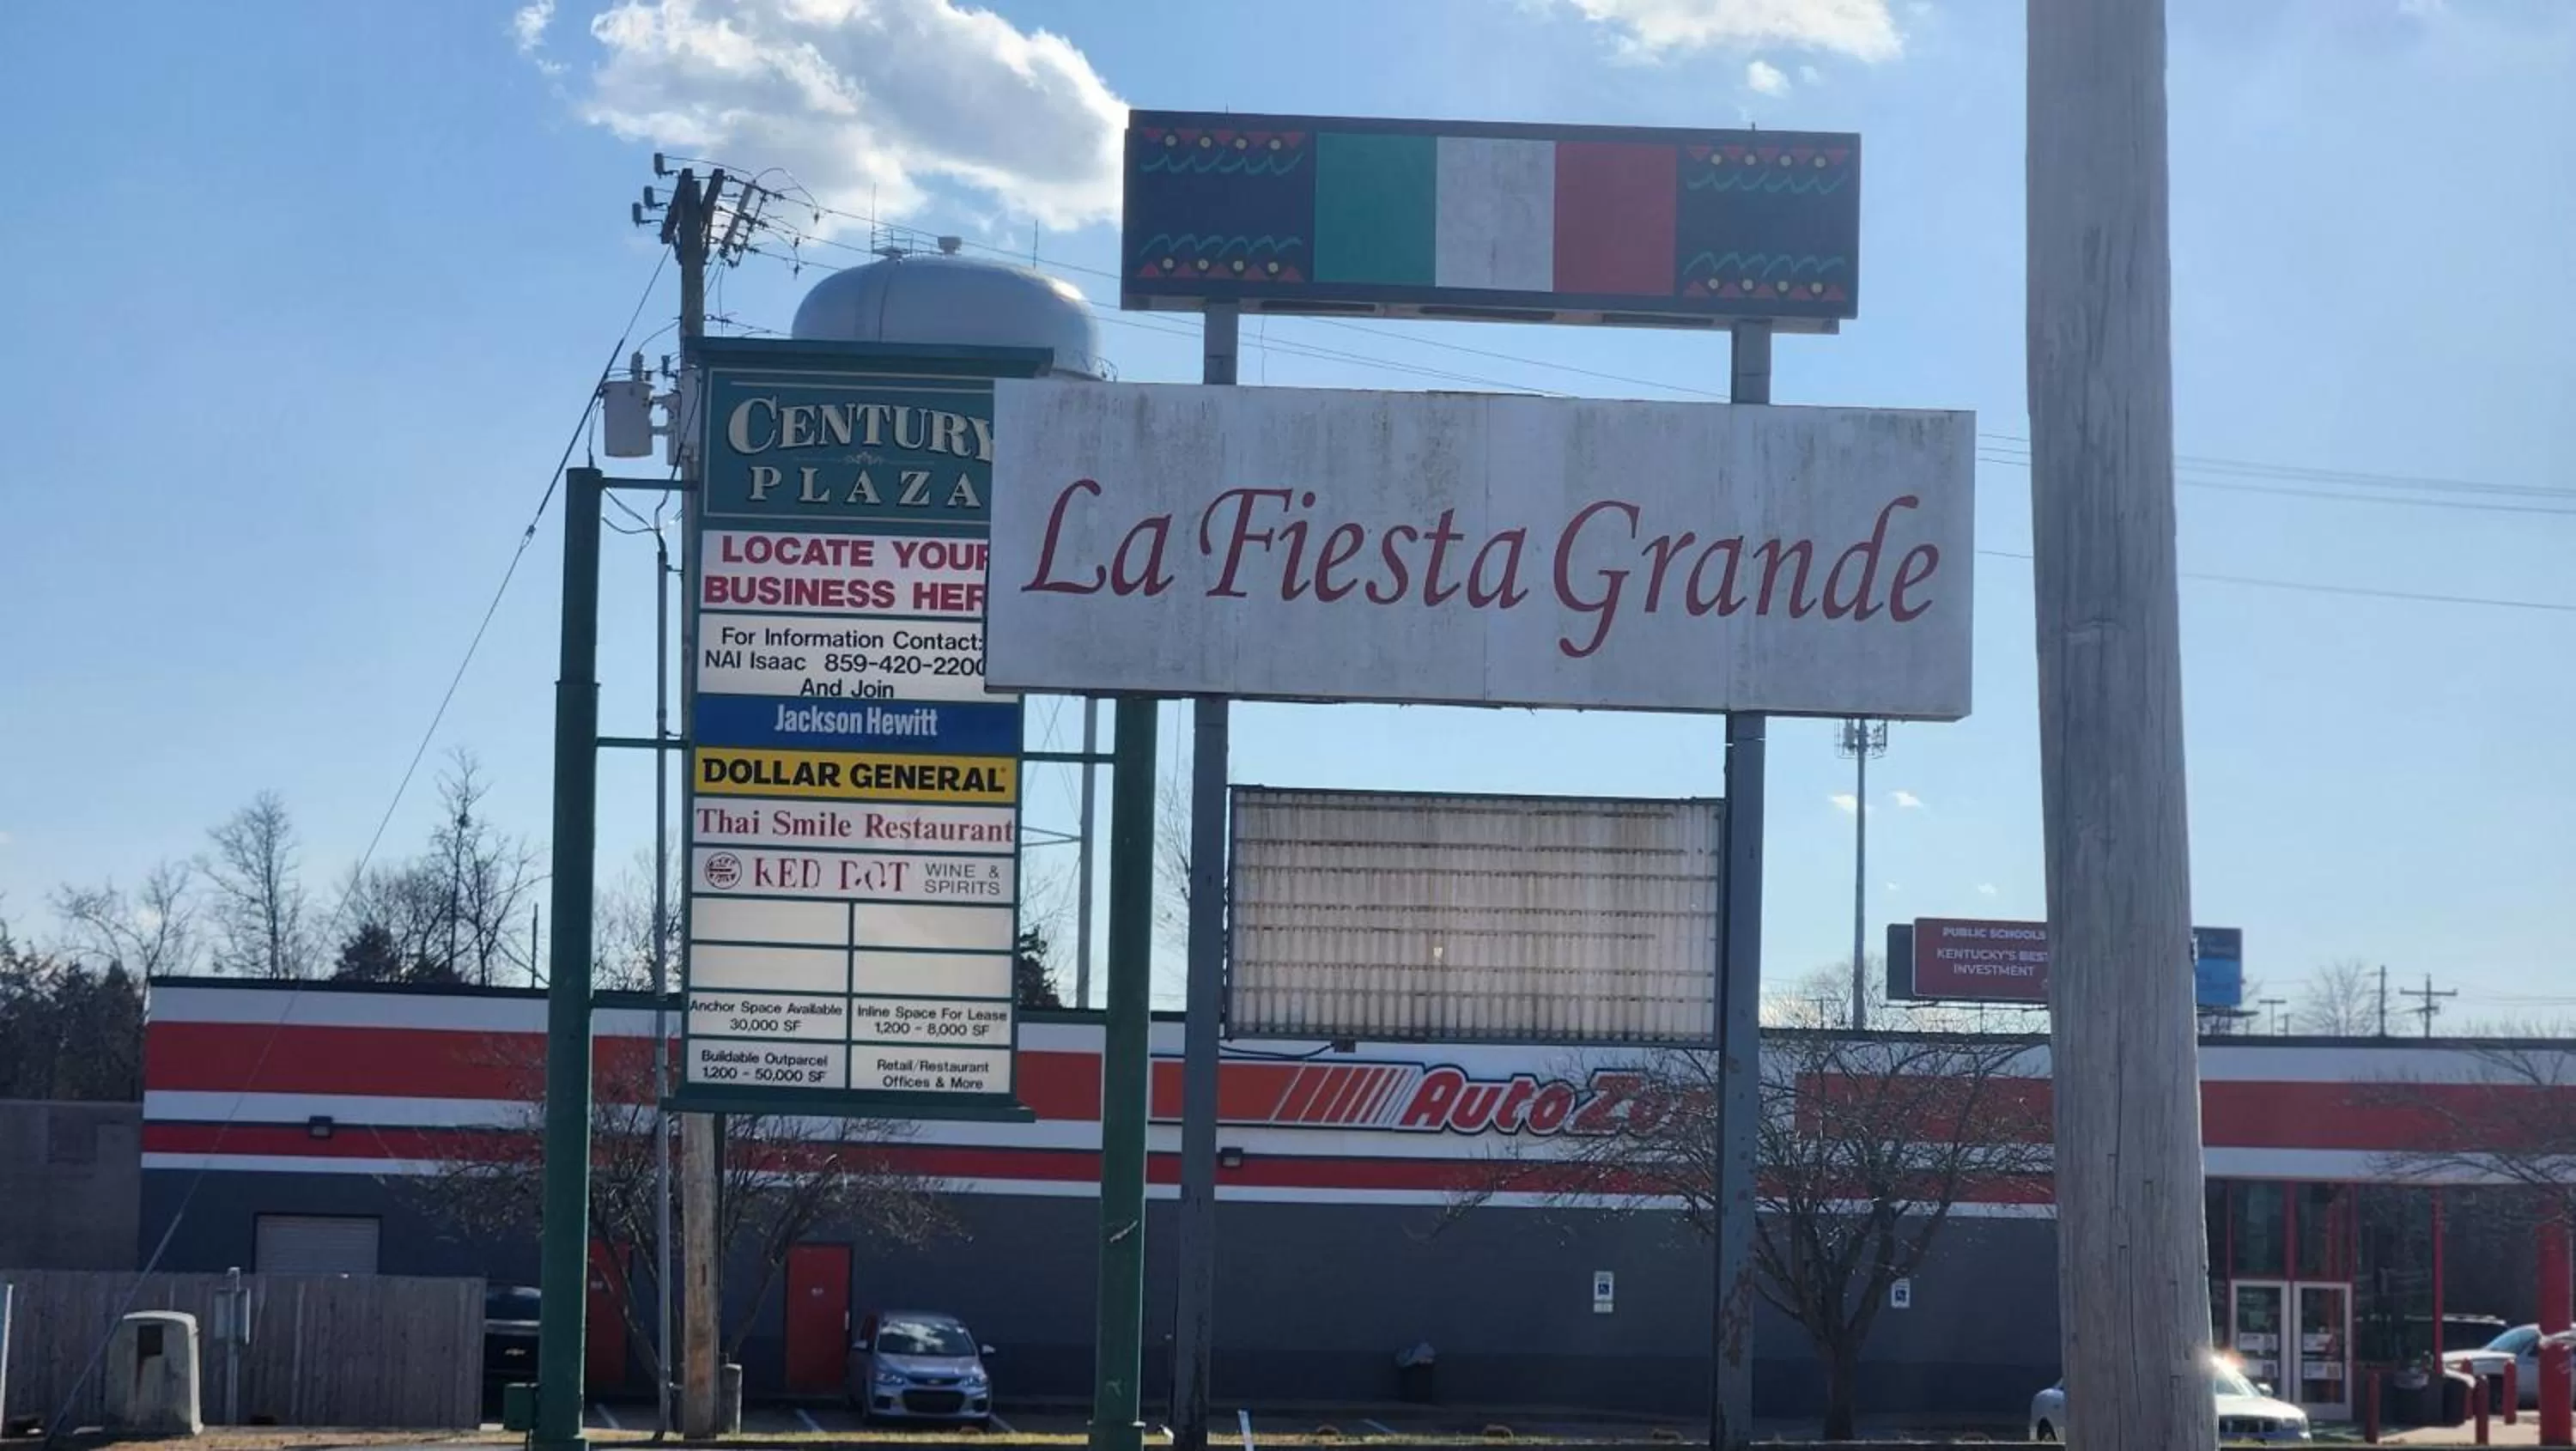 CENTURY
PLAZA
LOCATE YOUR
BUSINESS HER
For Information Contact:
NAI Isaac 859-420-2200
And Join
Jackson Hewitt
DOLLAR GENERAL
Thai Smile Restaurant
RED DOT WINE &
SPIRITS
Anchor Space Available
30,000 SF
Inline Space For Lease
1,200 - 8,000 SF
Buildable Outparcel
1,200 - 50,000 SF
Retail/Restaurant
Offices & More
La Fiesta Grande
PUBLIC SCHOOLS
KENTUCKY'S BEST
INVESTMENT
AutoZo